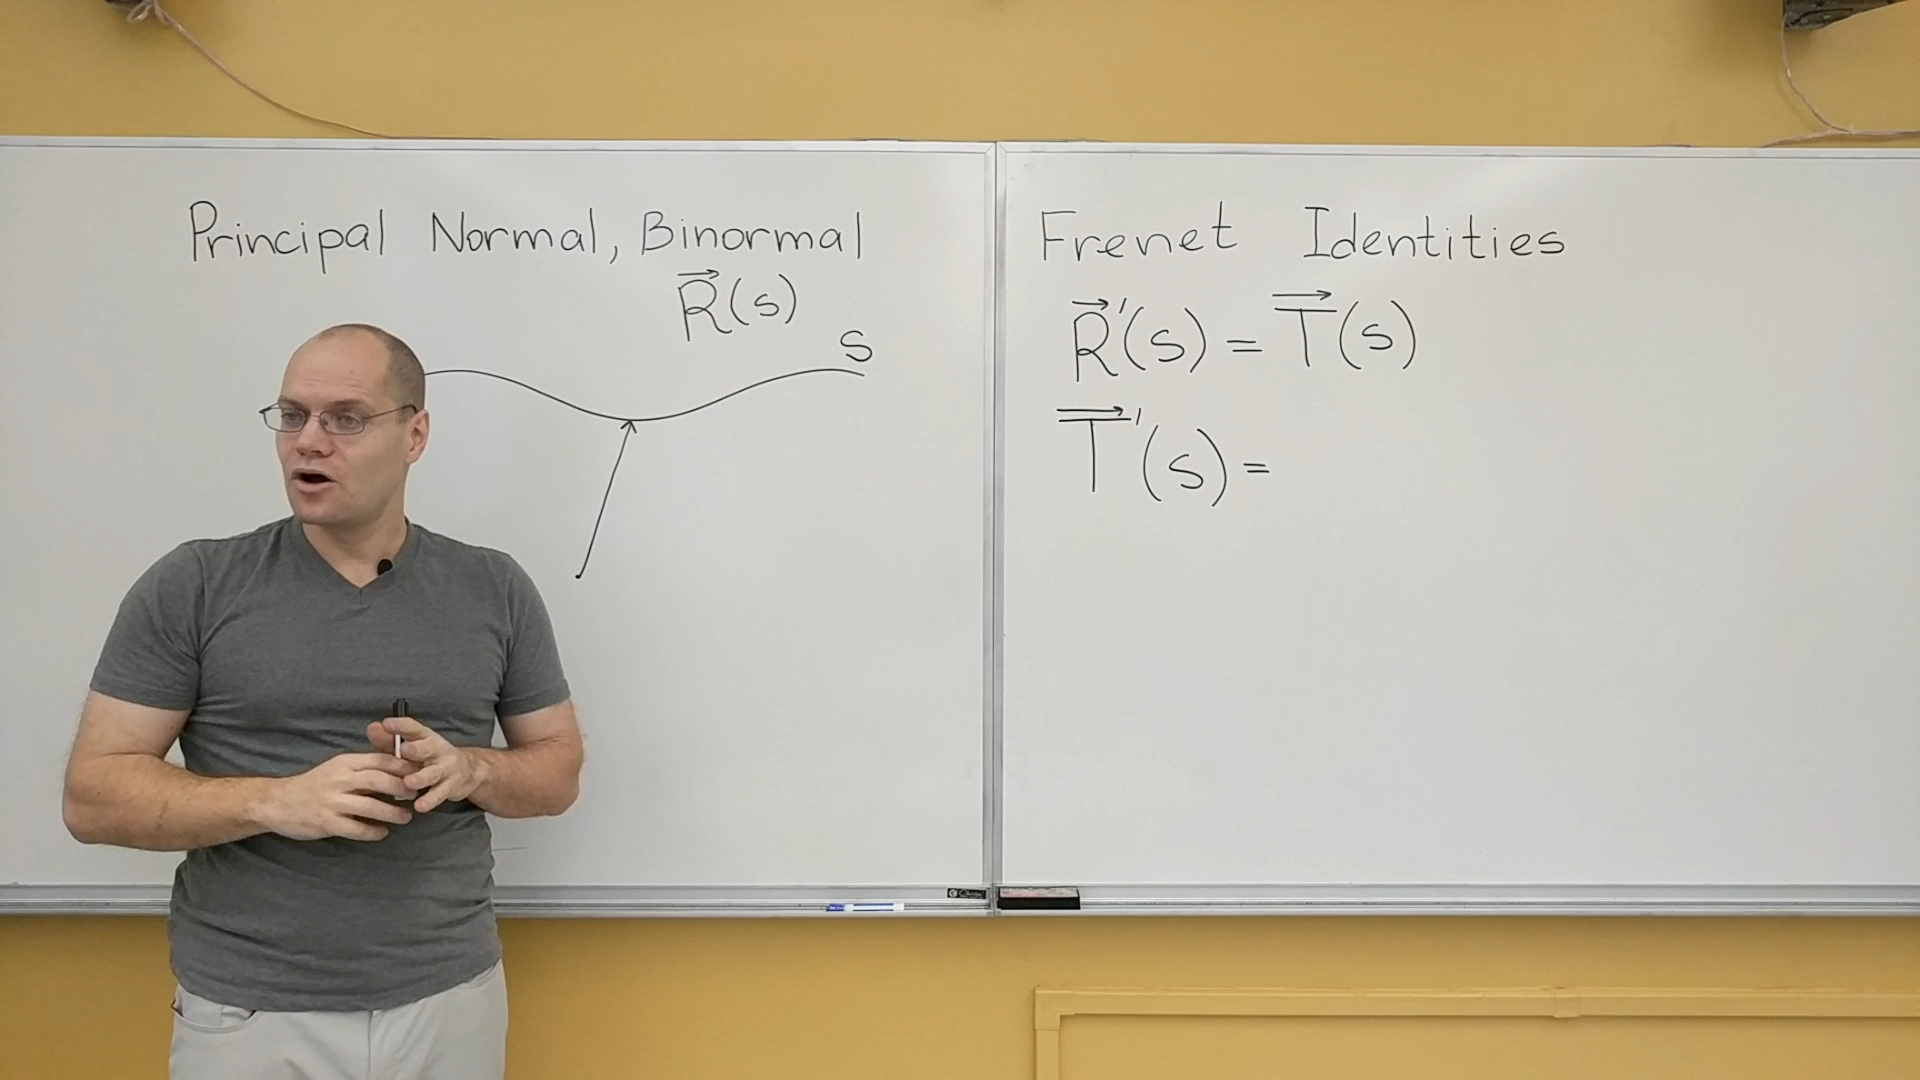 Principal Normal, Binormal
R⃗(s)
s
Frenet Identities
R⃗'(s) = T⃗(s)
T⃗'(s) =